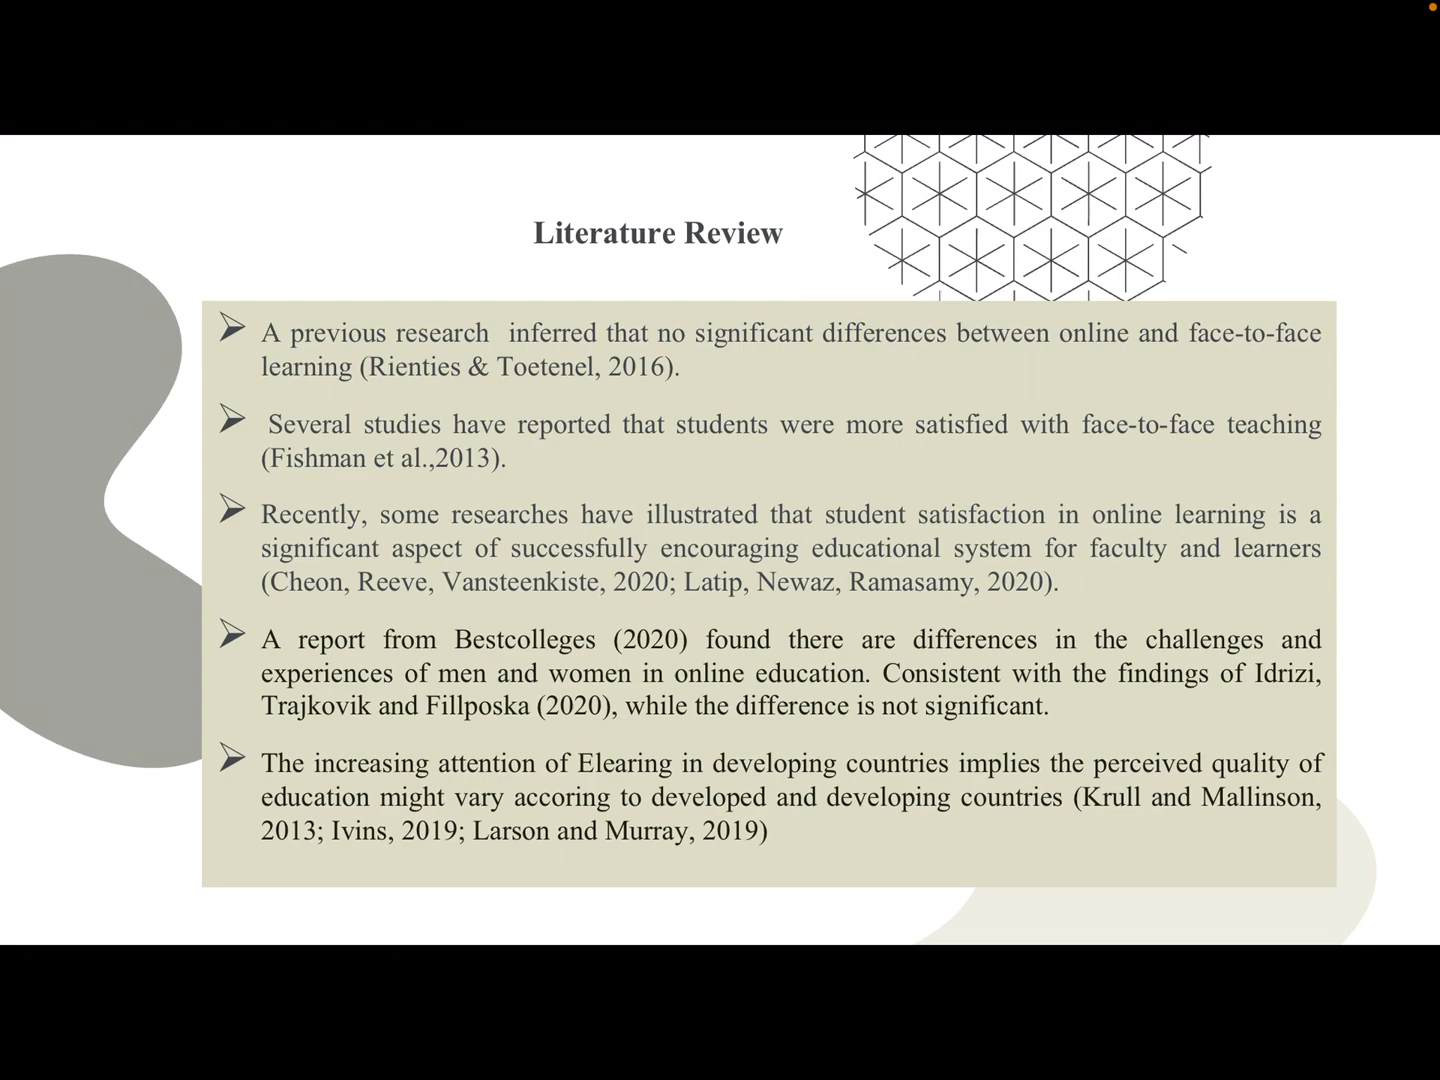 Literature Review
A previous research inferred that no significant differences between online and face-to-face
learning (Rienties & Toetenel, 2016).
Several studies have reported that students were more satisfied with face-to-face teaching
(Fishman et al.,2013).
Recently, some researches have illustrated that student satisfaction in online learning is a
significant aspect of successfully encouraging educational system for faculty and learners
(Cheon, Reeve, Vansteenkiste, 2020; Latip, Newaz, Ramasamy, 2020).
A report from Bestcolleges (2020) found there are differences in the challenges and
experiences of men and women in online education. Consistent with the findings of Idrizi,
Trajkovik and Fillposka (2020), while the difference is not significant.
The increasing attention of Elearing in developing countries implies the perceived quality of
education might vary accoring to developed and developing countries (Krull and Mallinson,
2013; Ivins, 2019; Larson and Murray, 2019)